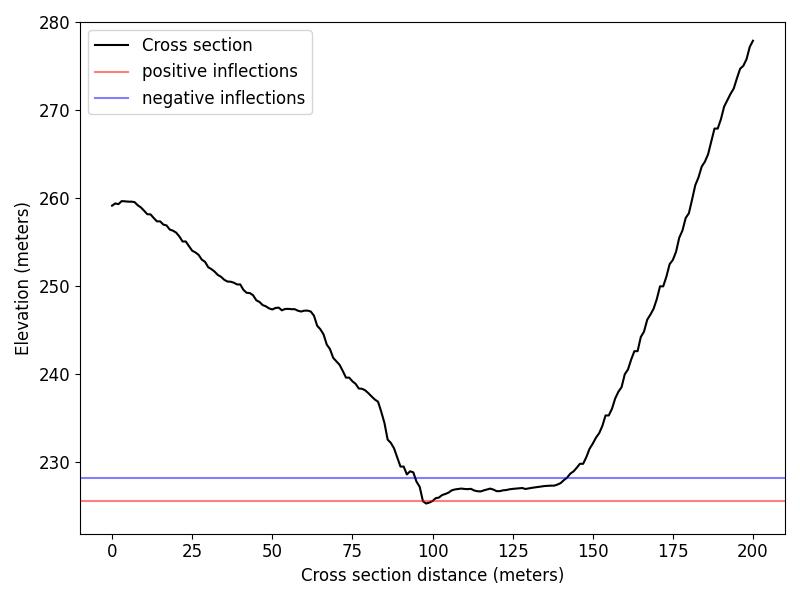 280
270
260
250
240
230
Elevation (meters)
Cross section
positive inflections
negative inflections
0 25 50 75 100 125 150 175 200
Cross section distance (meters)